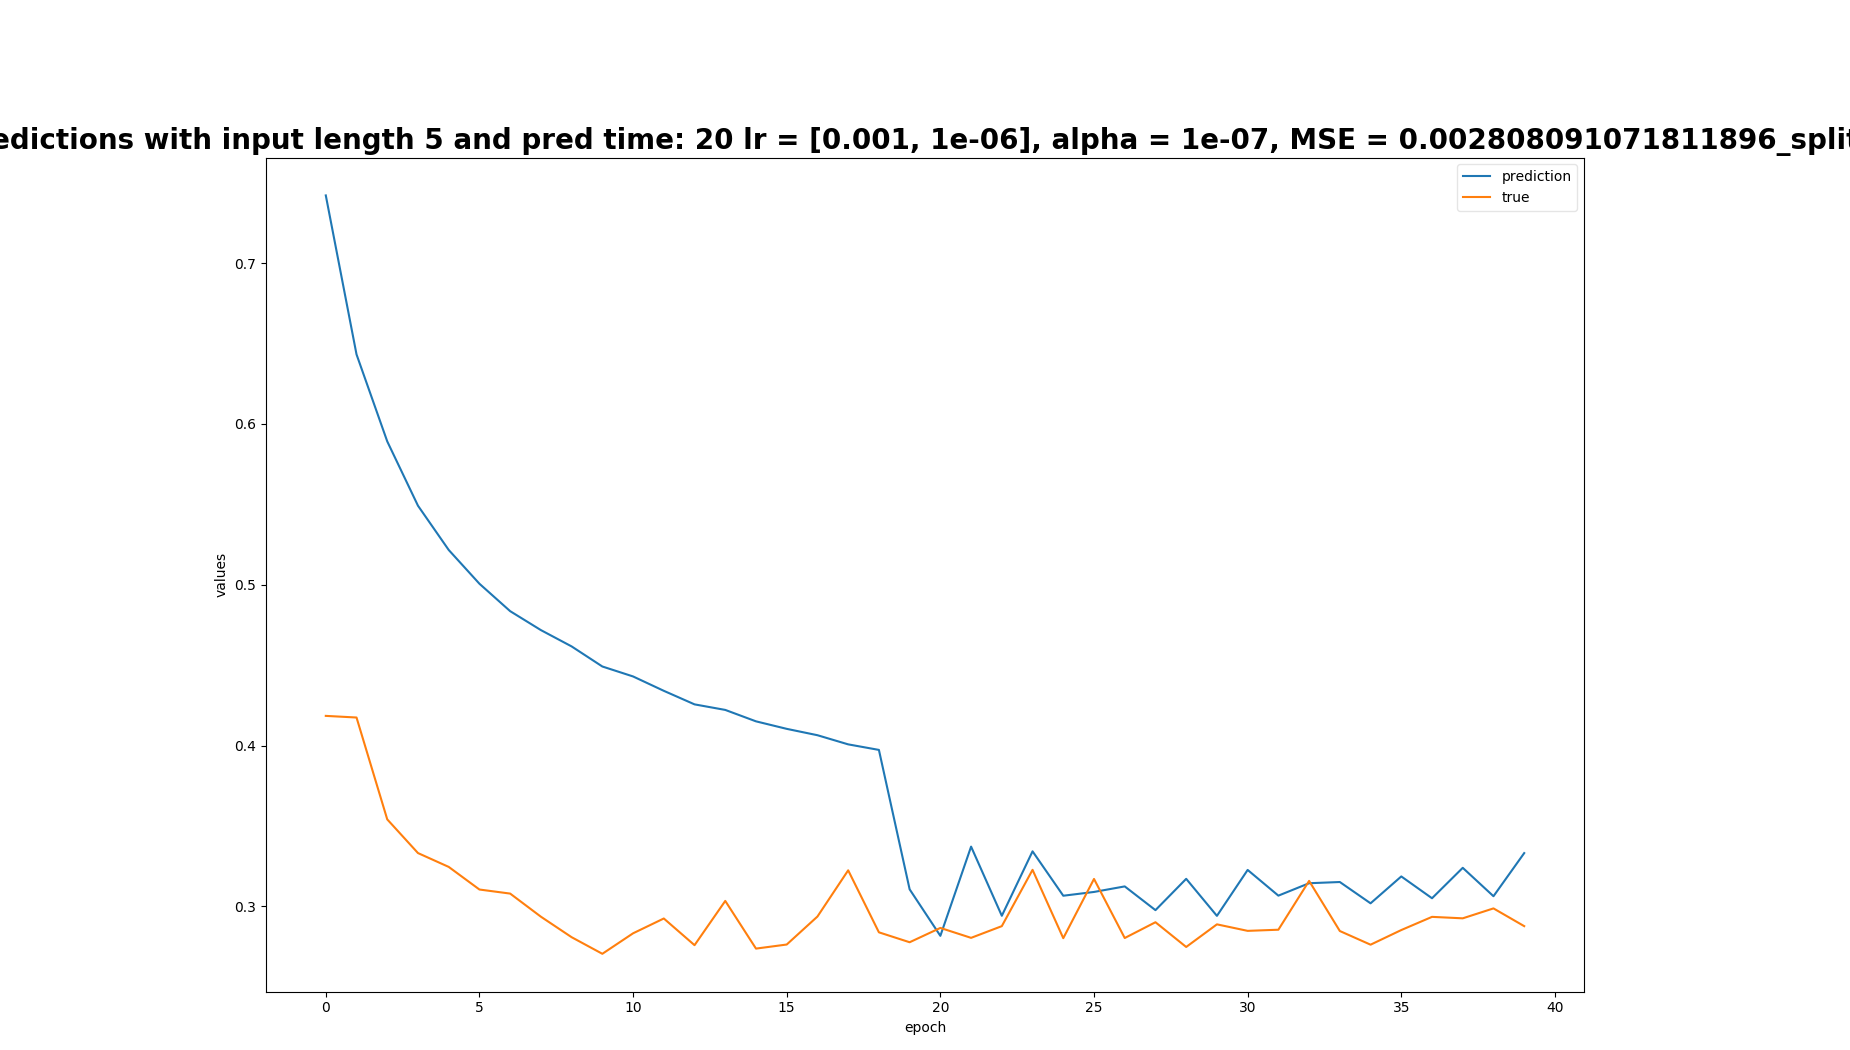 edictions with input length 5 and pred time: 20 lr = [0.001, 1e-06], alpha = 1e-07, MSE = 0.002808091071811896_split
prediction
true
0.7
0.6
0.5
0.4
0.3
values
0 5 10 15 20 25 30 35 40
epoch